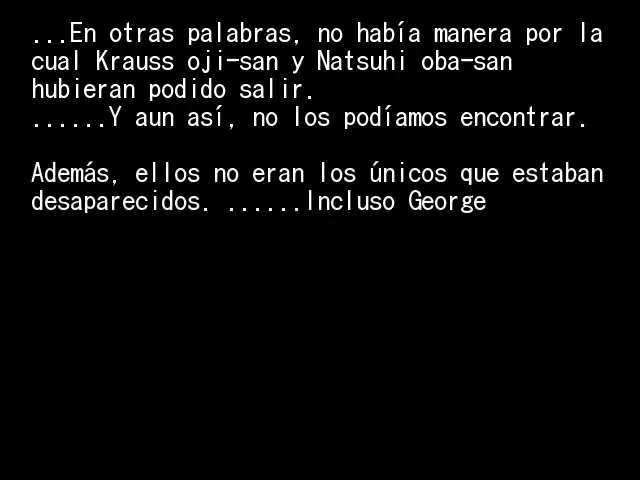 ...En otras palabras, no había manera por la
cual Krauss oji-san y Natsuhi oba-san
hubieran podido salir.
......Y aun así, no los podíamos encontrar.
Además, ellos no eran los únicos que estaban
desaparecidos. ......Incluso George